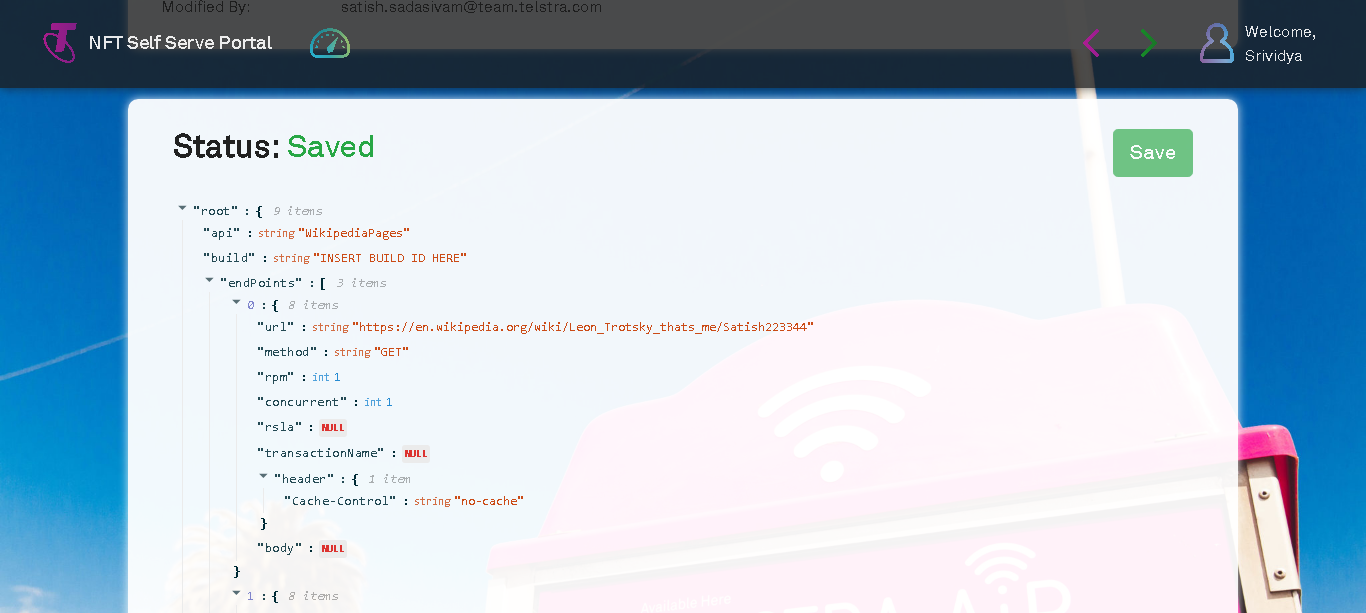 Modified By: satish.sadasivam@team.telstra.com
NFT Self Serve Portal
Welcome,
Srividya
Status: Saved
Save
"root" : { 9 items
"api" : string "WikipediaPages"
"build" : string "INSERT BUILD ID HERE"
"endPoints" : [ 3 items
0 : { 8 items
"url" : string "https://en.wikipedia.org/wiki/Leon_Trotsky_thats_me/Satish223344"
"method" : string "GET"
"rpm" : int 1
"concurrent" : int 1
"rsla" : NULL
"transactionName" : NULL
"header" : { 1 item
"Cache-Control" : string "no-cache"
}
"body" : NULL
}
1 : { 8 items
Available Here